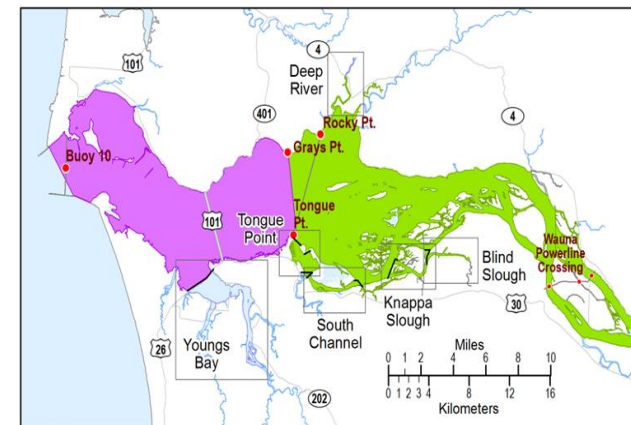 101
4
Deep
River
401
Rocky Pt.
4
Grays Pt.
Buoy 10
101
Tongue
Point
Tongue
Pt.
Wauna
Powerline
Crossing
Blind
Slough
Knappa
Slough
30
South
Channel
Youngs
Bay
26
202
Miles
0 2 4 6 8 10
0 1 2 3 4 8 12 16
Kilometers